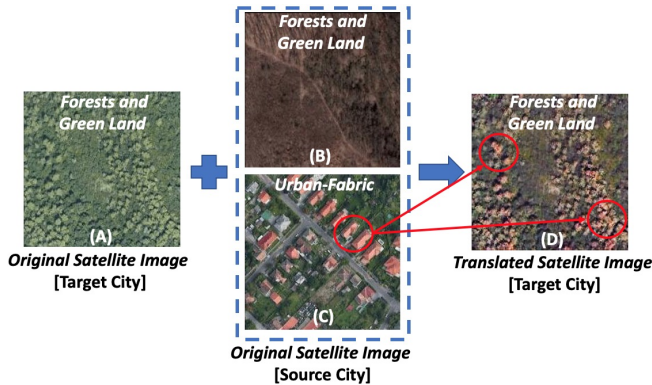 Forests and
Green Land
(A)
Original Satellite Image
[Target City]
Forests and
Green Land
(B)
Urban-Fabric
(C)
Original Satellite Image
[Source City]
Forests and
Green Land
(D)
Translated Satellite Image
[Target City]